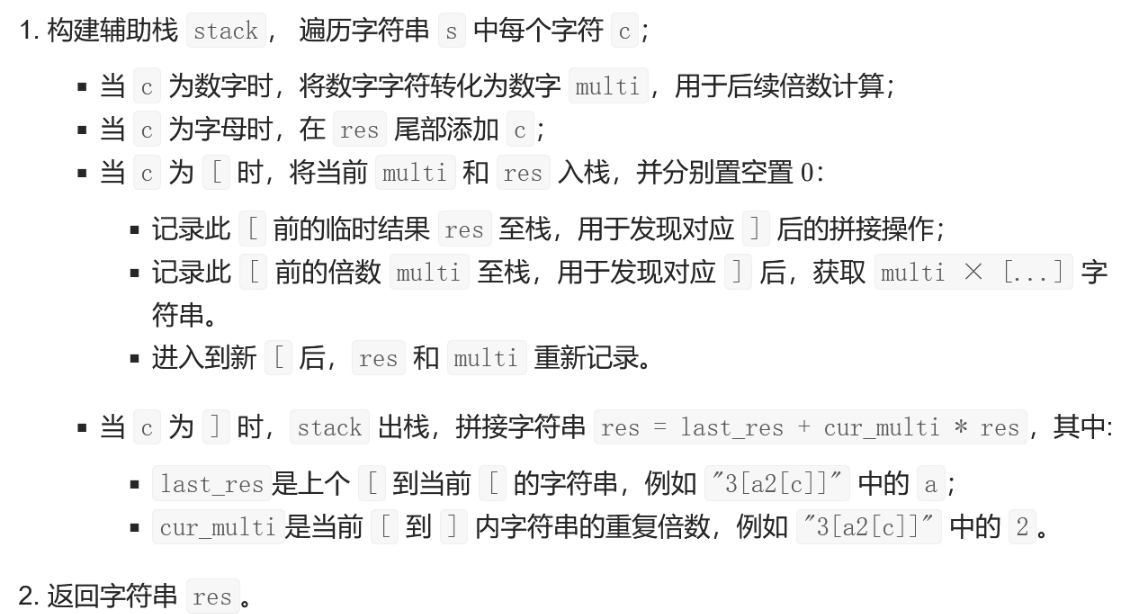 1. 构建辅助栈 stack， 遍历字符串 s 中每个字符 c；
▪ 当 c 为数字时，将数字字符转化为数字 multi，用于后续倍数计算；
▪ 当 c 为字母时，在 res 尾部添加 c；
▪ 当 c 为 [ 时，将当前 multi 和 res 入栈，并分别置空置 0：
▪ 记录此 [ 前的临时结果 res 至栈，用于发现对应 ] 后的拼接操作；
▪ 记录此 [ 前的倍数 multi 至栈，用于发现对应 ] 后，获取 multi × [...] 字
符串。
▪ 进入到新 [ 后，res 和 multi 重新记录。
▪ 当 c 为 ] 时，stack 出栈，拼接字符串 res = last_res + cur_multi * res，其中:
▪ last_res是上个 [ 到当前 [ 的字符串，例如 "3[a2[c]]" 中的 a；
▪ cur_multi是当前 [ 到 ] 内字符串的重复倍数，例如 "3[a2[c]]" 中的 2。
2. 返回字符串 res。